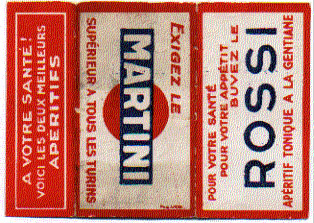 A VOTRE SANTÉ!
VOICI LES DEUX MEILLEURS
APÉRITIFS
EXIGEZ LE
MARTINI
SUPÉRIEUR A TOUS LES TURINS
POUR VOTRE SANTÉ
POUR VOTRE APPÉTIT
BUVEZ LE
ROSSI
APÉRITIF TONIQUE A LA GENTIANE